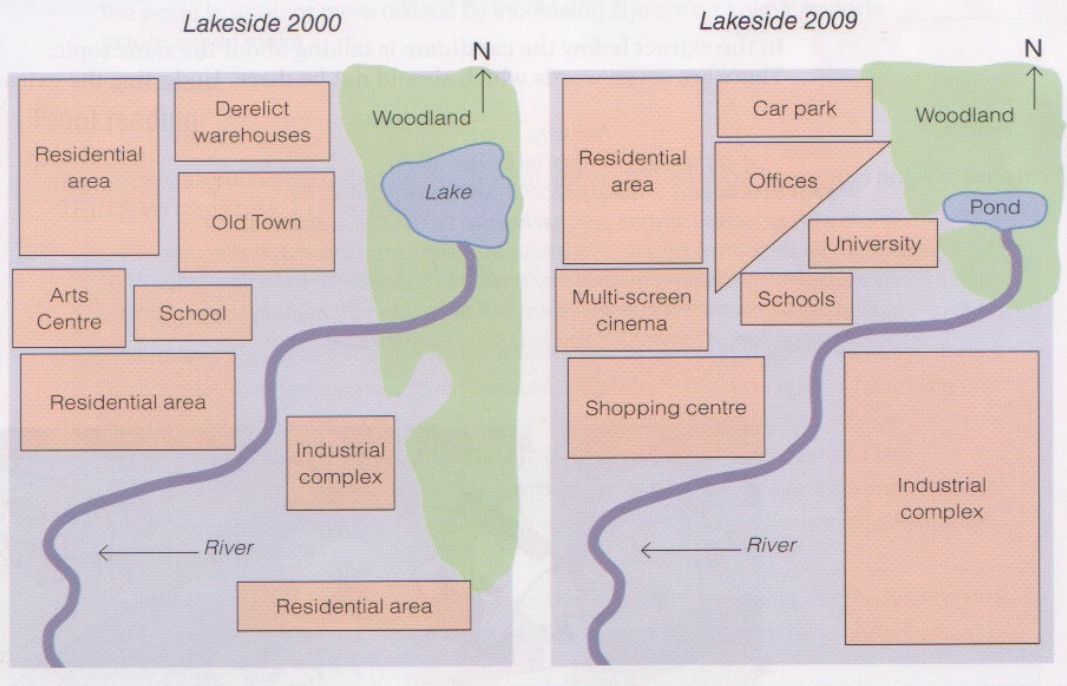 Lakeside 2000
N
Woodland
Derelict
warehouses
Residential
area
Lake
Old Town
Arts
Centre
School
Residential area
Industrial
complex
River
Residential area
Lakeside 2009
N
Car park
Woodland
Residential
area
Offices
Pond
University
Multi-screen
cinema
Schools
Shopping centre
Industrial
complex
River